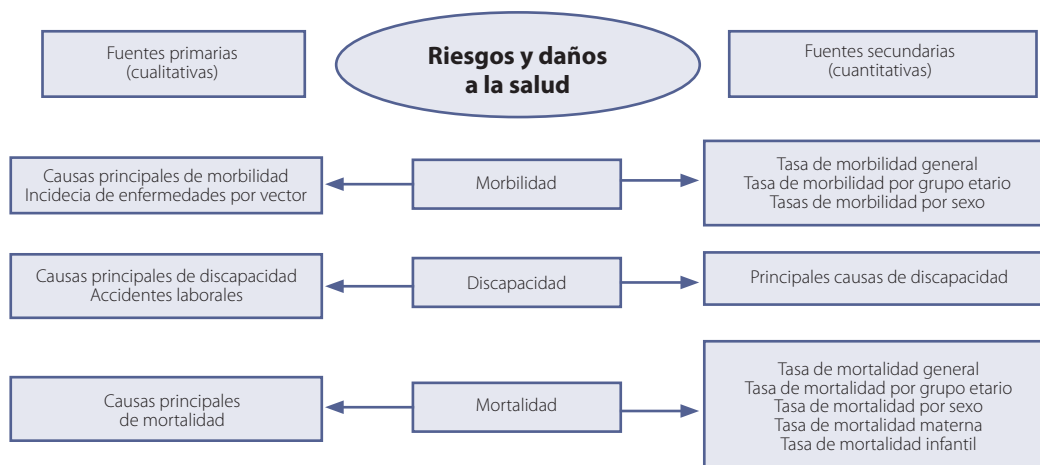 Fuentes primarias
(cualitativas)
Riesgos y daños
a la salud
Fuentes secundarias
(cuantitativas)
Causas principales de morbilidad
Incidecia de enfermedades por vector
Morbilidad
Tasa de morbilidad general
Tasa de morbilidad por grupo etario
Tasas de morbilidad por sexo
Causas principales de discapacidad
Accidentes laborales
Discapacidad
Principales causas de discapacidad
Causas principales
de mortalidad
Mortalidad
Tasa de mortalidad general
Tasa de mortalidad por grupo etario
Tasa de mortalidad por sexo
Tasa de mortalidad materna
Tasa de mortalidad infantil